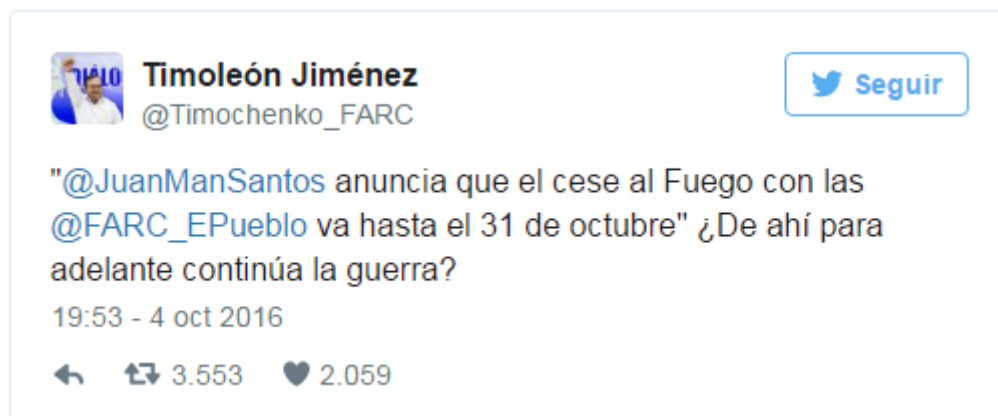 Timoleón Jiménez
@Timochenko_FARC
Seguir
"@JuanManSantos anuncia que el cese al Fuego con las
@FARC_EPueblo va hasta el 31 de octubre" ¿De ahí para
adelante continúa la guerra?
19:53 - 4 oct 2016
3.553 2.059